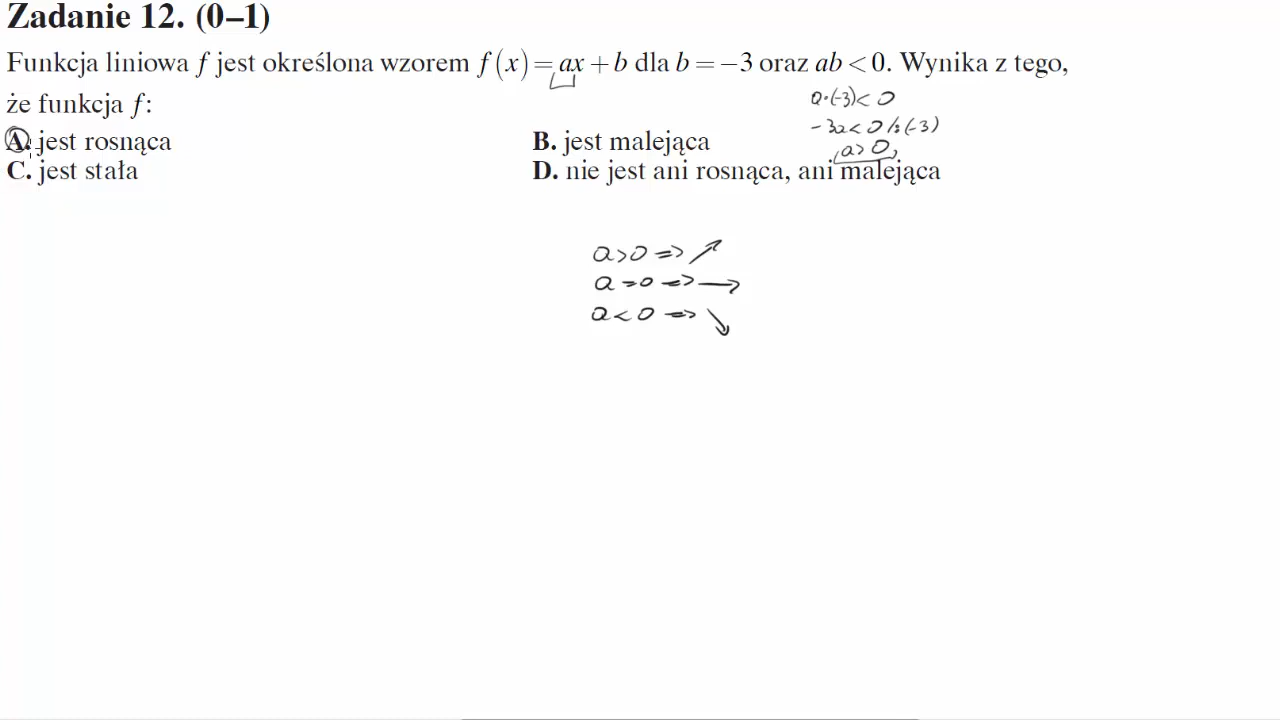 Zadanie 12. (0–1)
Funkcja liniowa f jest określona wzorem f(x) = ax + b dla b = −3 oraz ab < 0. Wynika z tego,
że funkcja f:
a·(-3) < 0
-3a < 0 /:(-3)
a > 0
A. jest rosnąca B. jest malejąca
C. jest stała D. nie jest ani rosnąca, ani malejąca
a > 0 => ↗
a = 0 => →
a < 0 => ↘